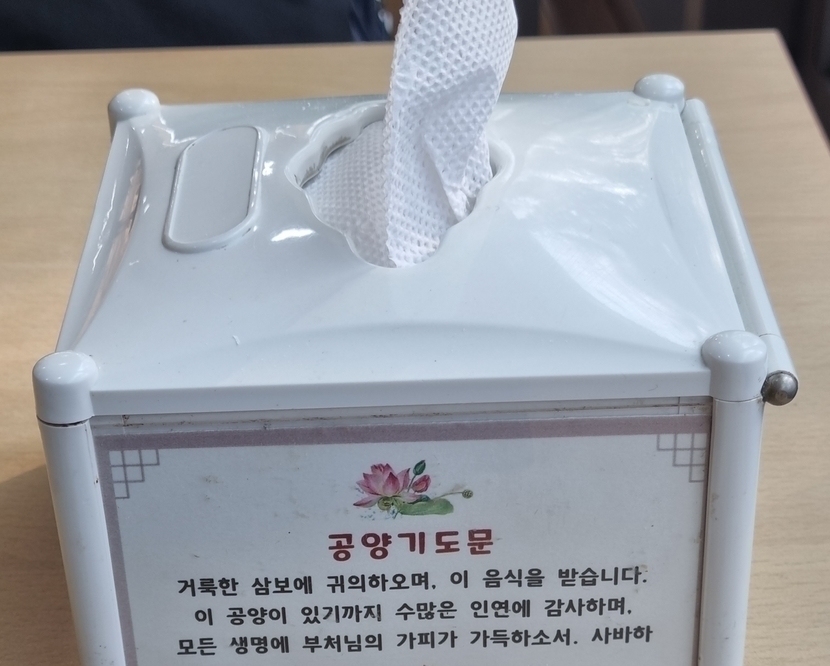 공양기도문
거룩한 삼보에 귀의하오며, 이 음식을 받습니다.
이 공양이 있기까지 수많은 인연에 감사하며,
모든 생명에 부처님의 가피가 가득하소서. 사바하